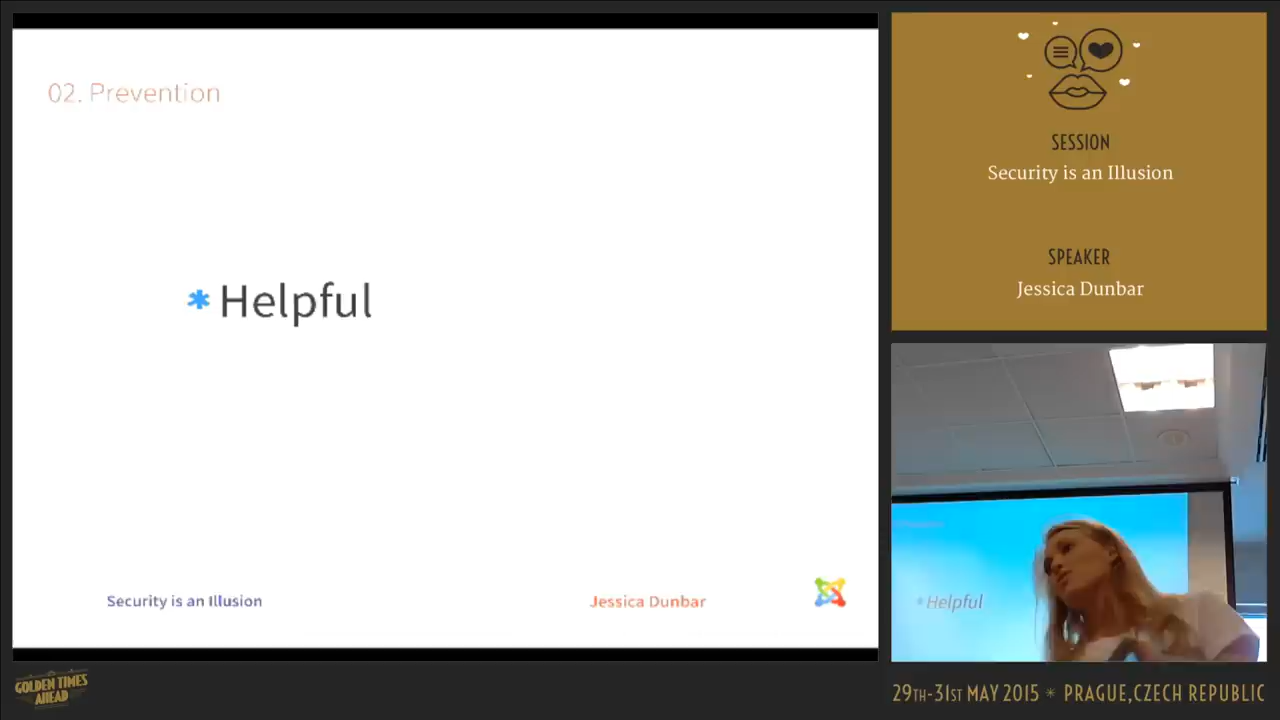 02. Prevention
* Helpful
Security is an Illusion
Jessica Dunbar
SESSION
Security is an Illusion
SPEAKER
Jessica Dunbar
*Helpful
GOLDEN TIMES
AHEAD
29TH-31ST MAY 2015 * PRAGUE, CZECH REPUBLIC